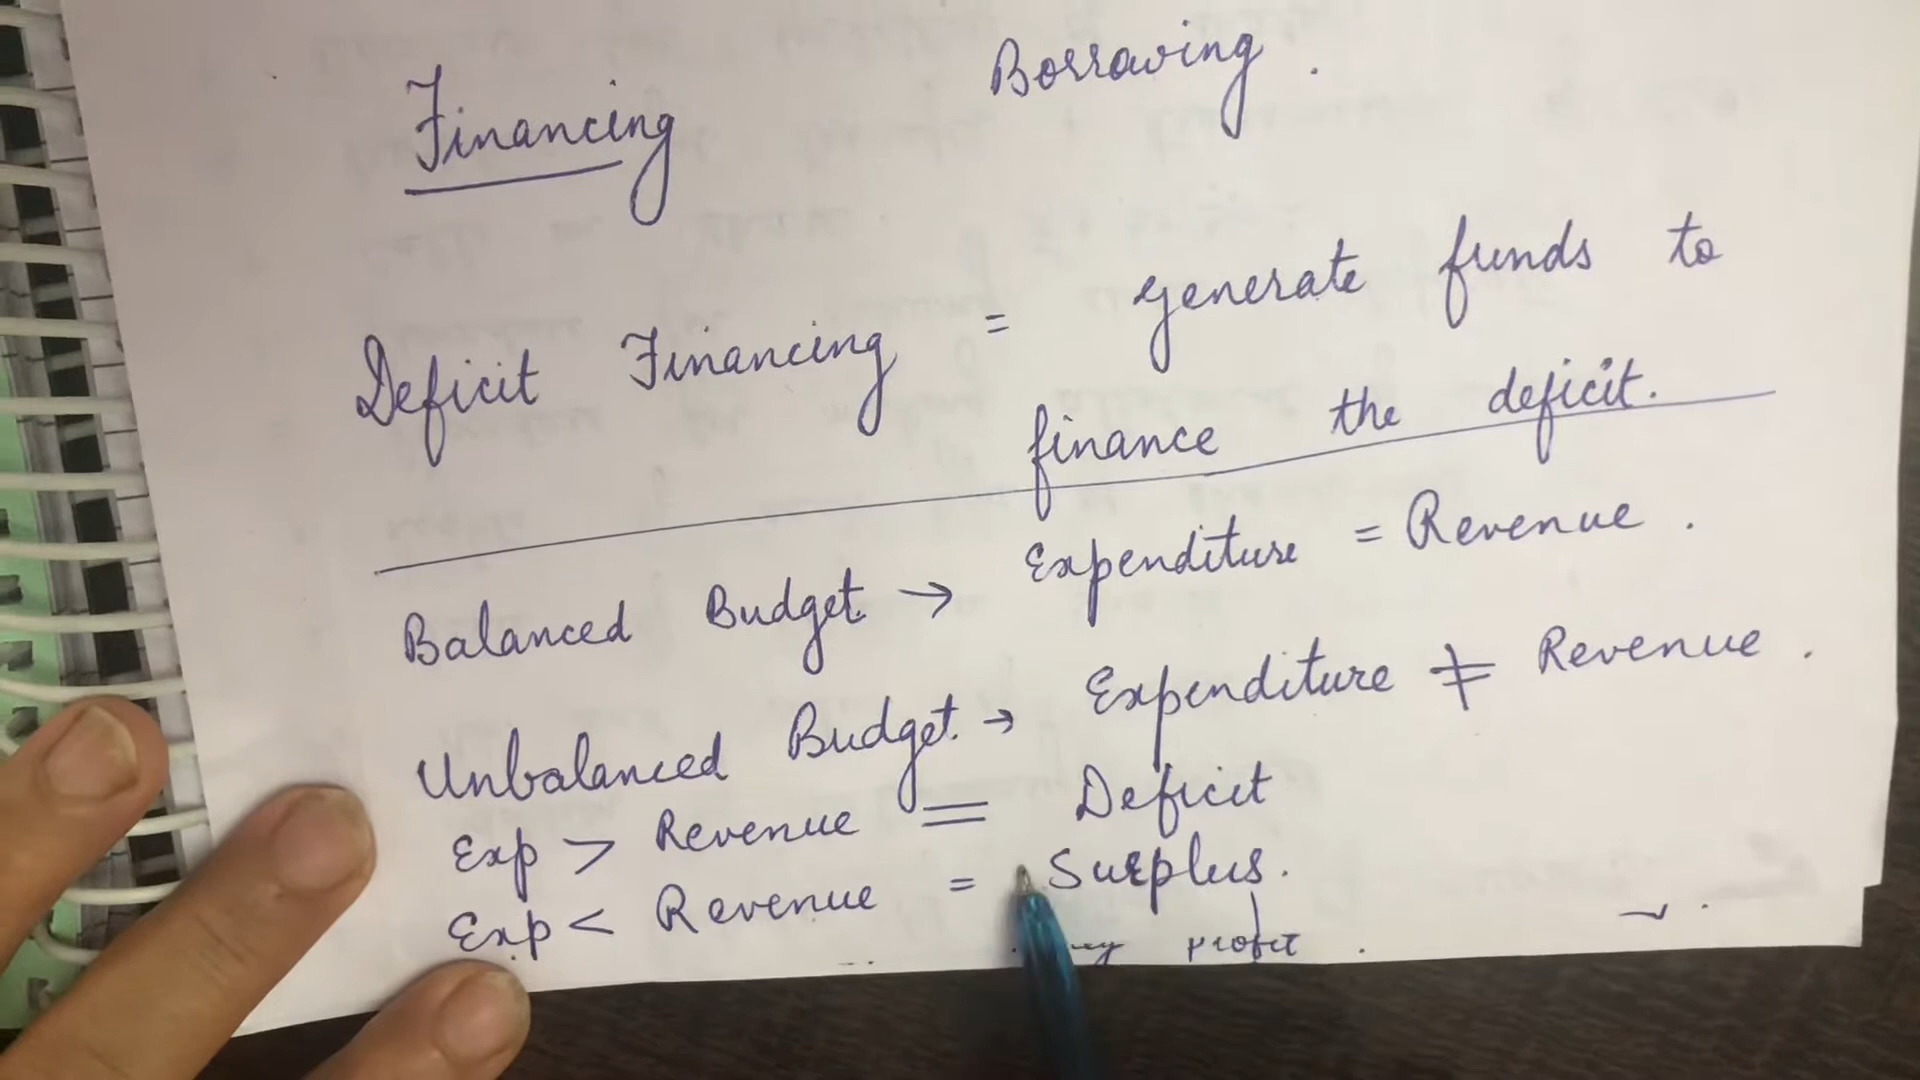 Financing Borrowing.
Deficit Financing = generate funds to
finance the deficit.
Balanced Budget → Expenditure = Revenue.
Unbalanced Budget → Expenditure ≠ Revenue.
Exp > Revenue = Deficit
Exp < Revenue = Surplus.
profit.